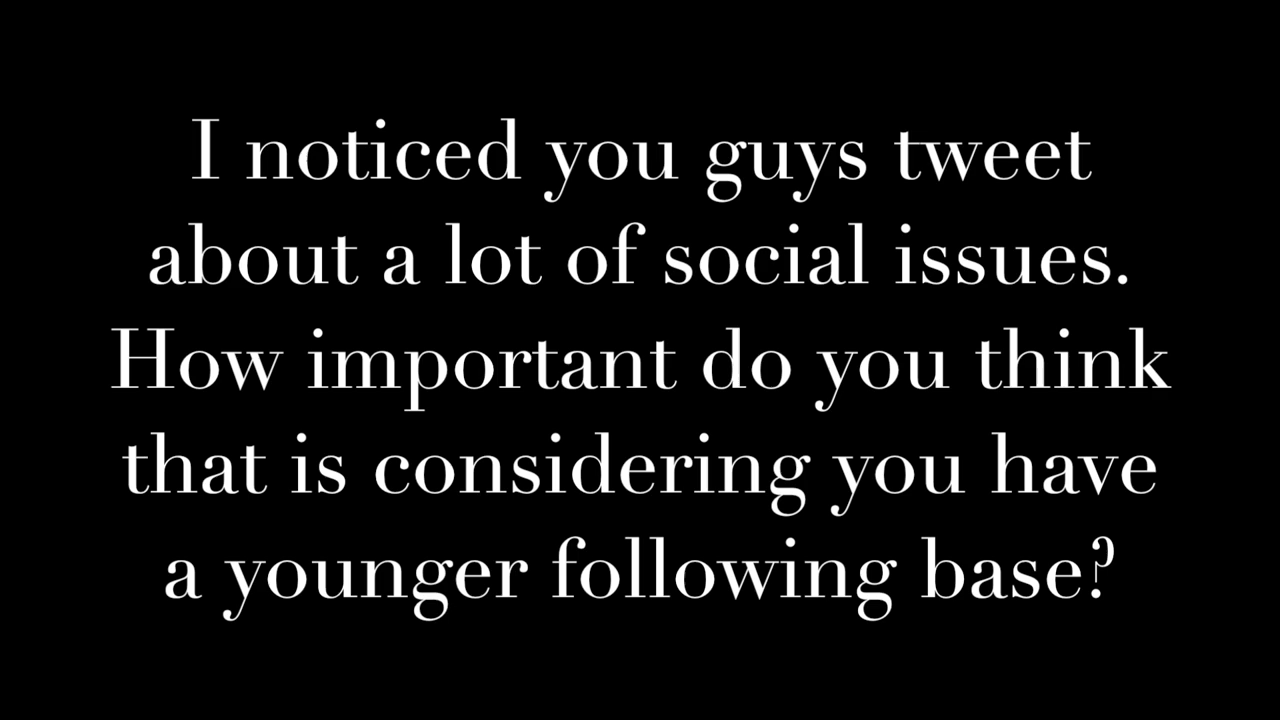 I noticed you guys tweet
about a lot of social issues.
How important do you think
that is considering you have
a younger following base?